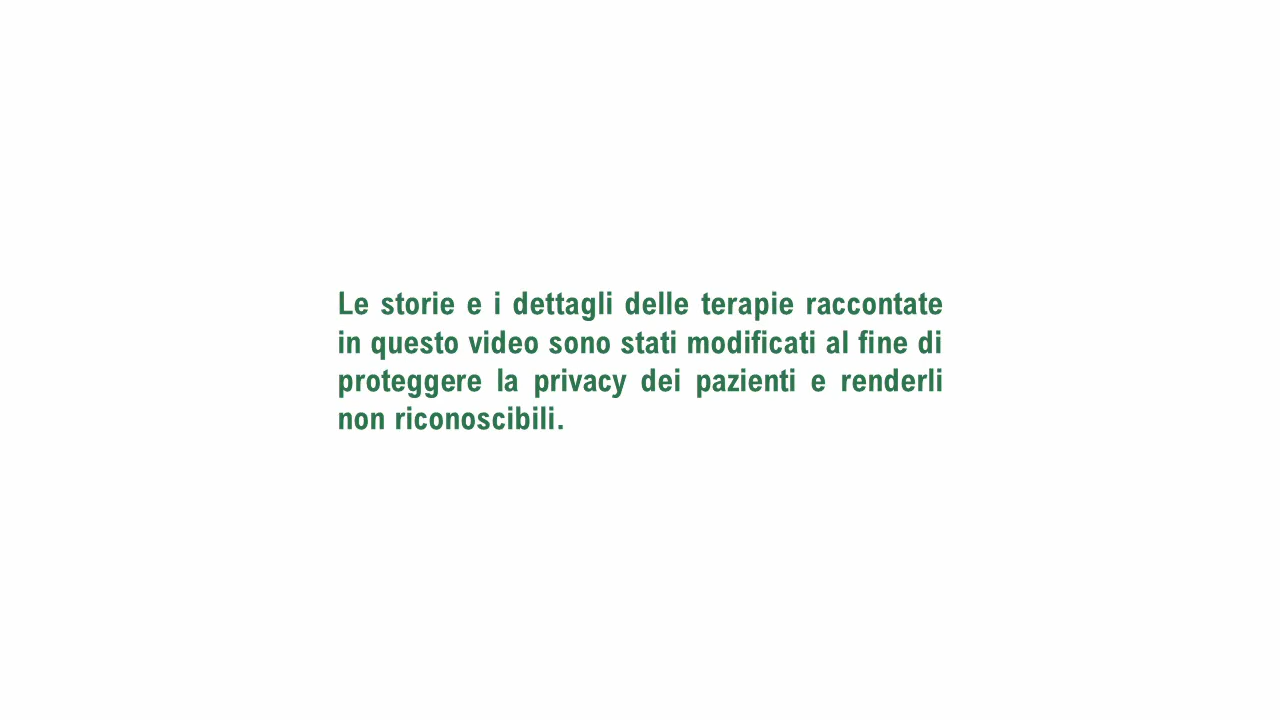 Le storie e i dettagli delle terapie raccontate
in questo video sono stati modificati al fine di
proteggere la privacy dei pazienti e renderli
non riconoscibili.